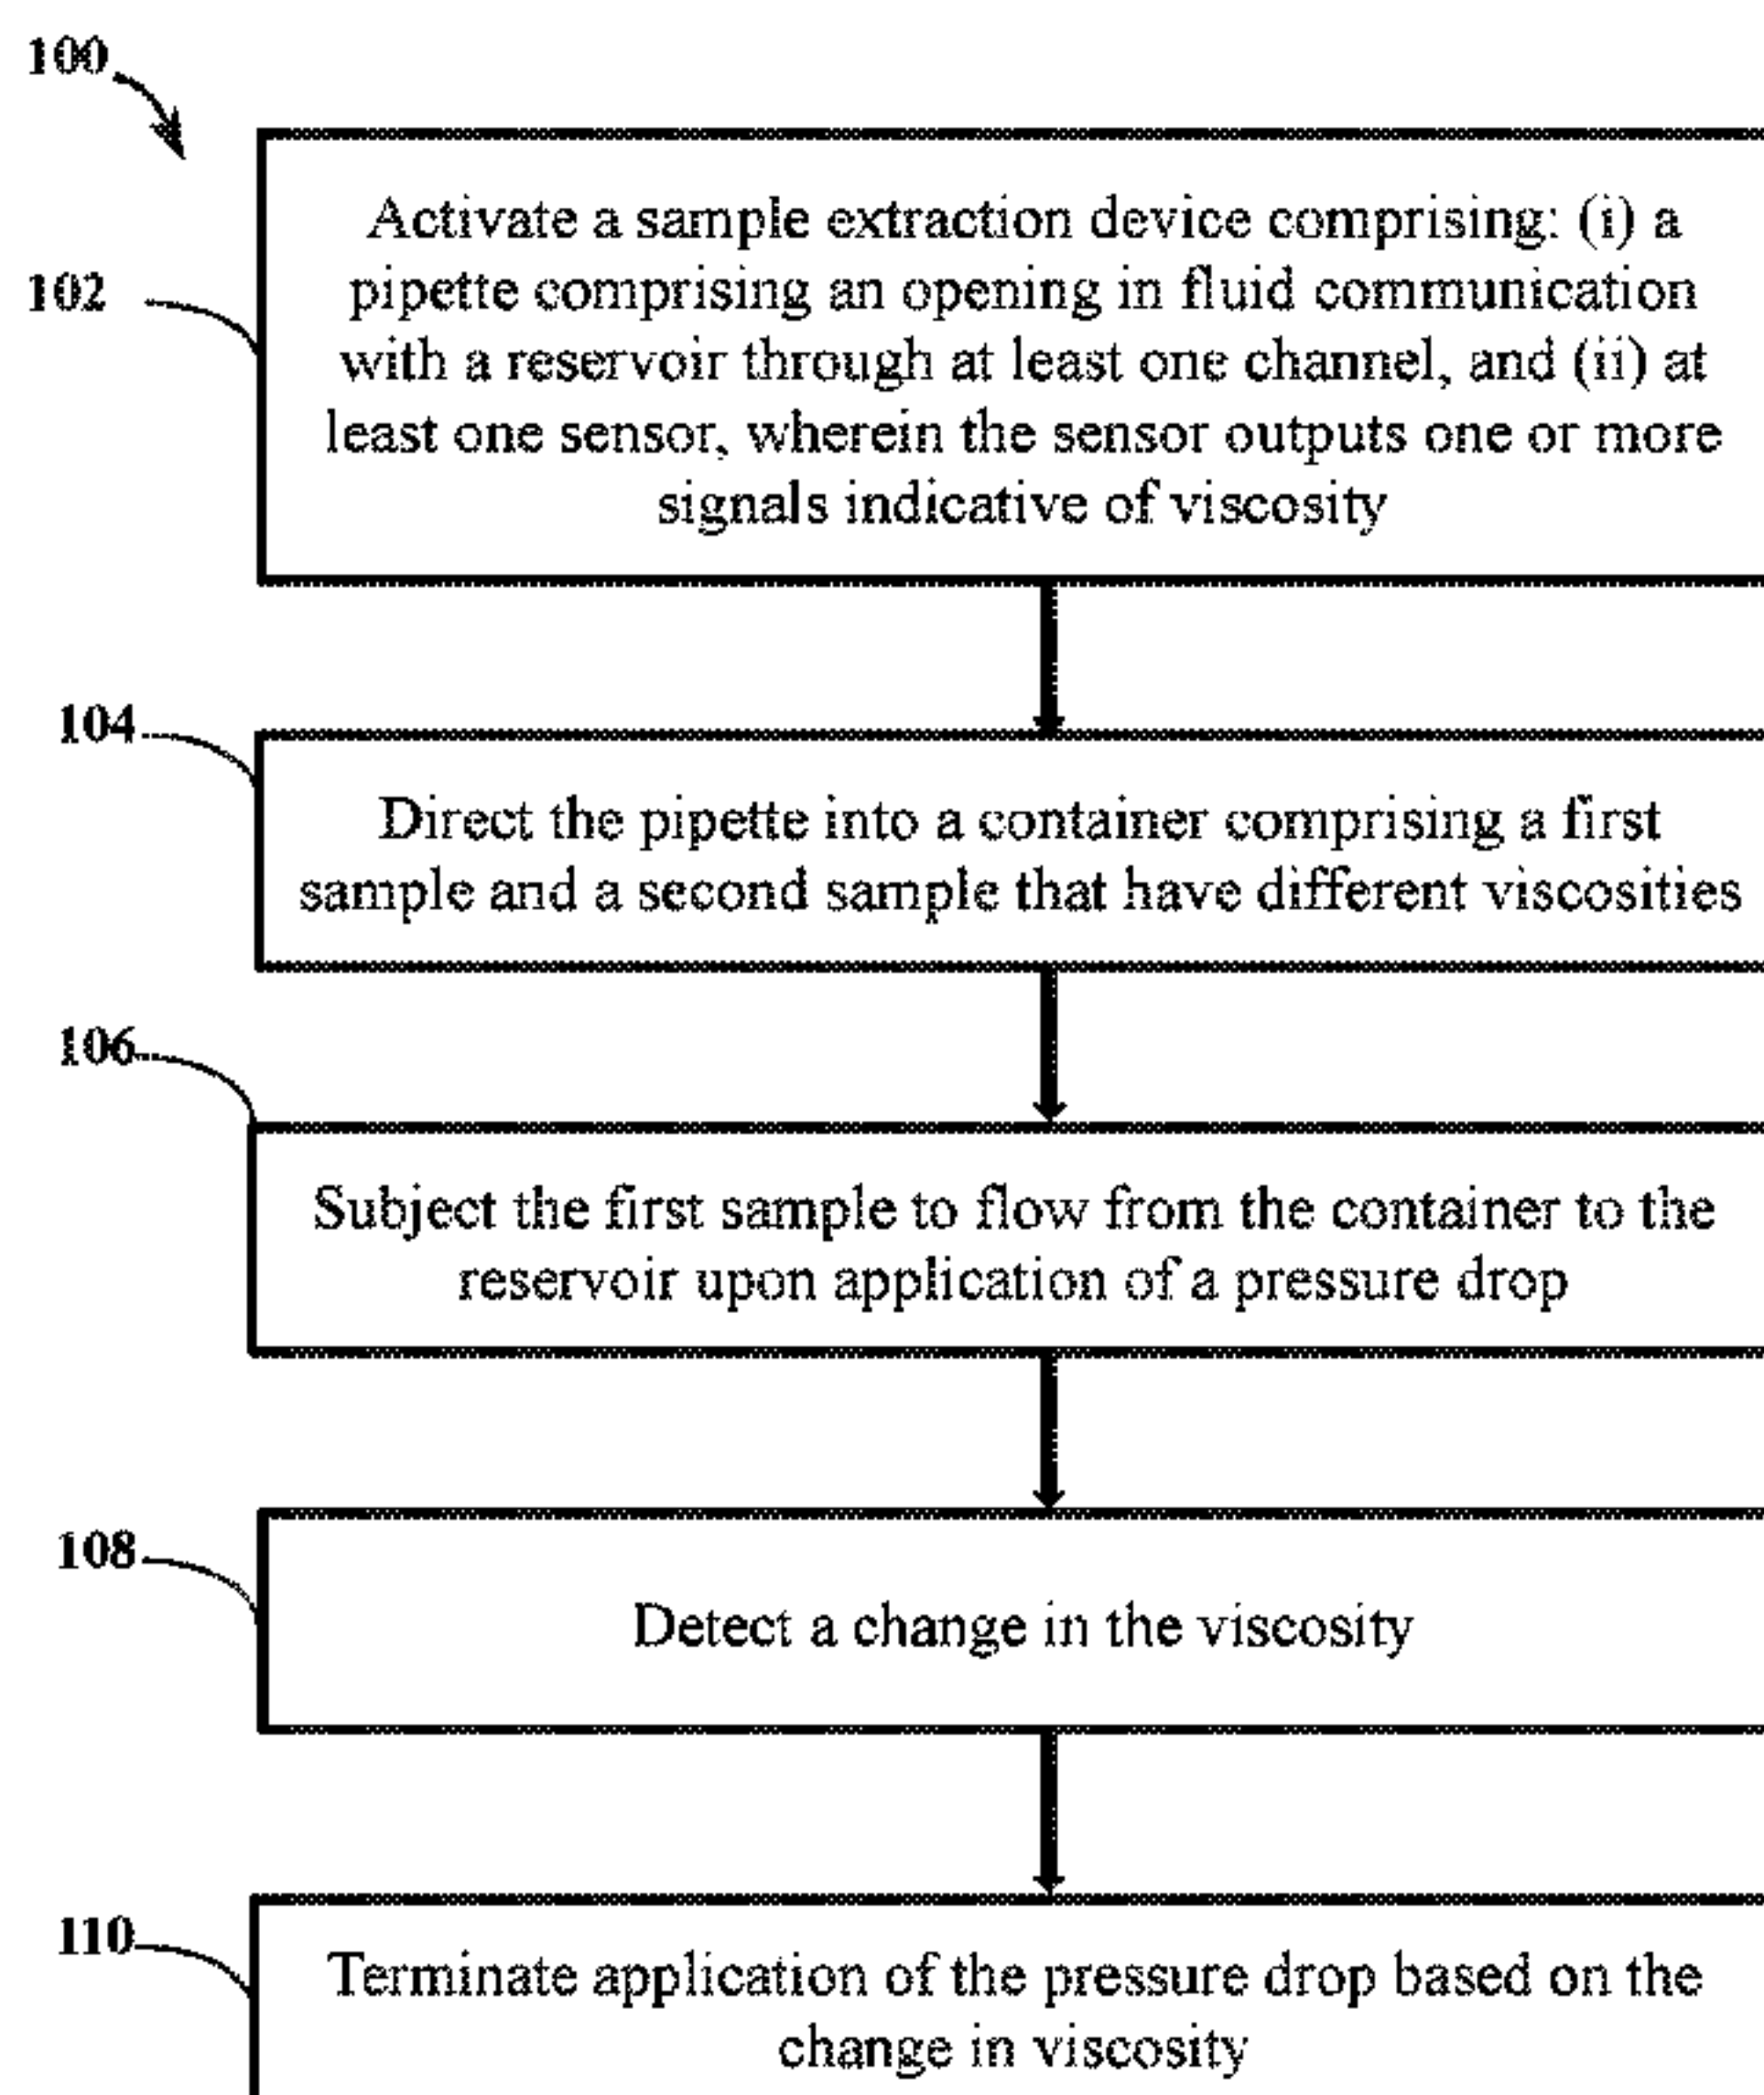 100
102
Activate a sample extraction device comprising: (i) a
pipette comprising an opening in fluid communication
with a reservoir through at least one channel, and (ii) at
least one sensor, wherein the sensor outputs one or more
signals indicative of viscosity
104
Direct the pipette into a container comprising a first
sample and a second sample that have different viscosities
106
Subject the first sample to flow from the container to the
reservoir upon application of a pressure drop
108
Detect a change in the viscosity
110
Terminate application of the pressure drop based on the
change in viscosity